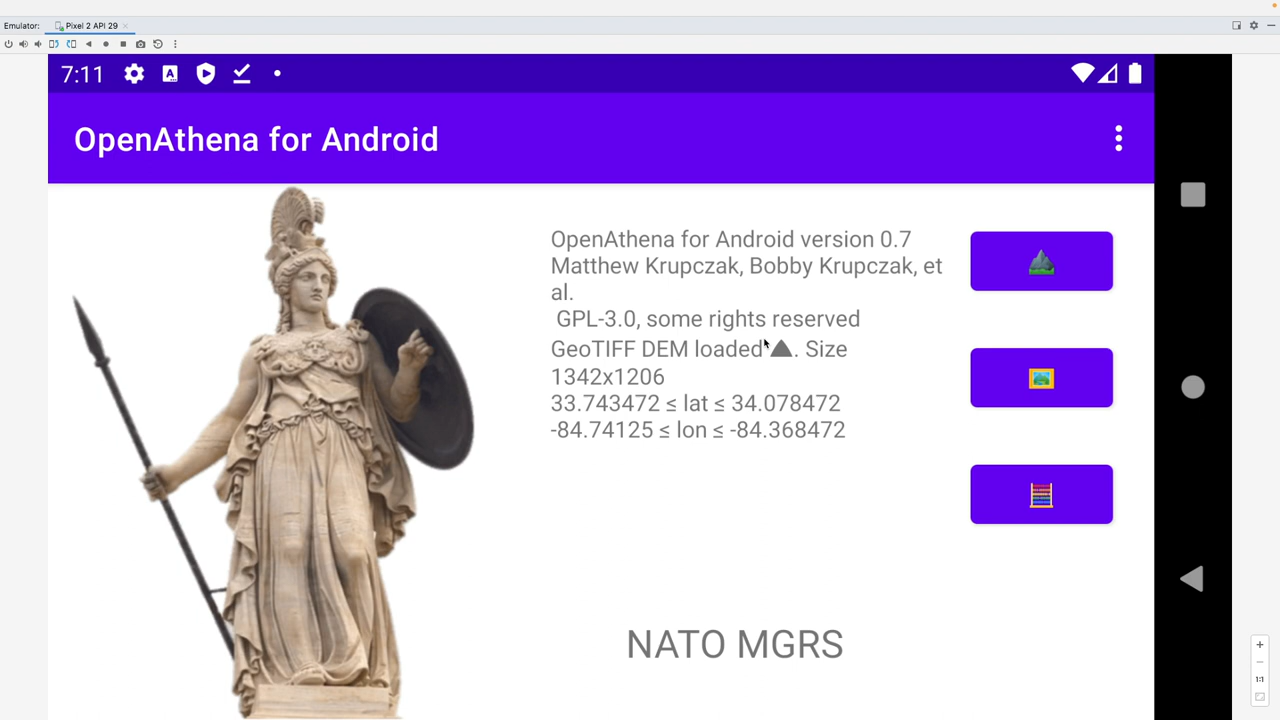 Emulator: Pixel 2 API 29
7:11
OpenAthena for Android
OpenAthena for Android version 0.7
Matthew Krupczak, Bobby Krupczak, et
al.
GPL-3.0, some rights reserved
GeoTIFF DEM loaded▲. Size
1342x1206
33.743472 ≤ lat ≤ 34.078472
-84.74125 ≤ lon ≤ -84.368472
NATO MGRS
1:1